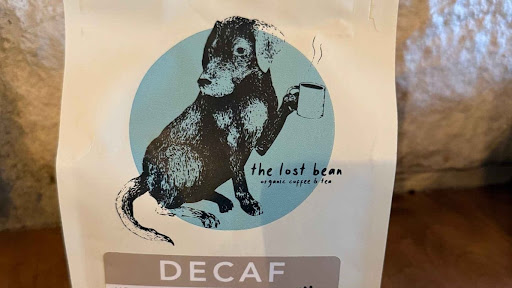 the lost bean
organic coffee & tea
DECAF